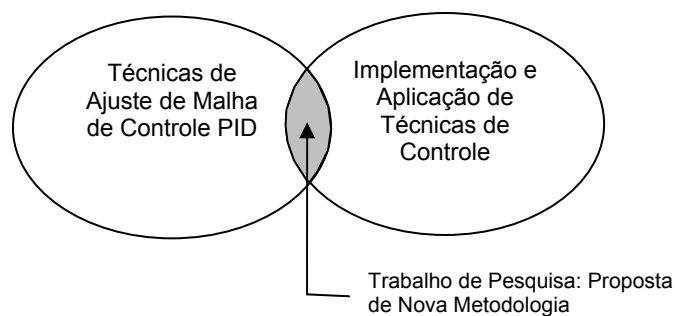 Técnicas de
Ajuste de Malha
de Controle PID
Implementação e
Aplicação de
Técnicas de
Controle
Trabalho de Pesquisa: Proposta
de Nova Metodologia